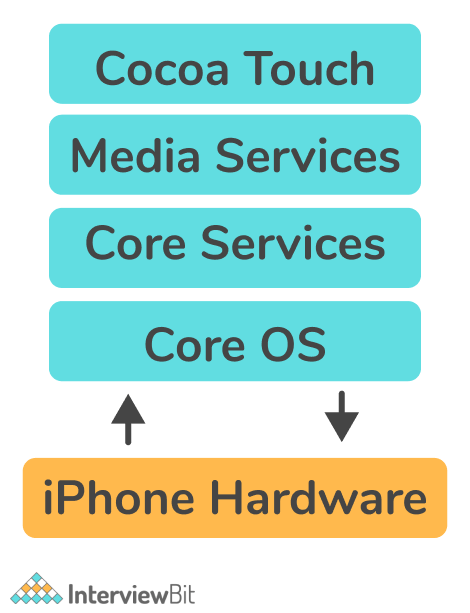 Cocoa Touch
Media Services
Core Services
Core OS
iPhone Hardware
InterviewBit